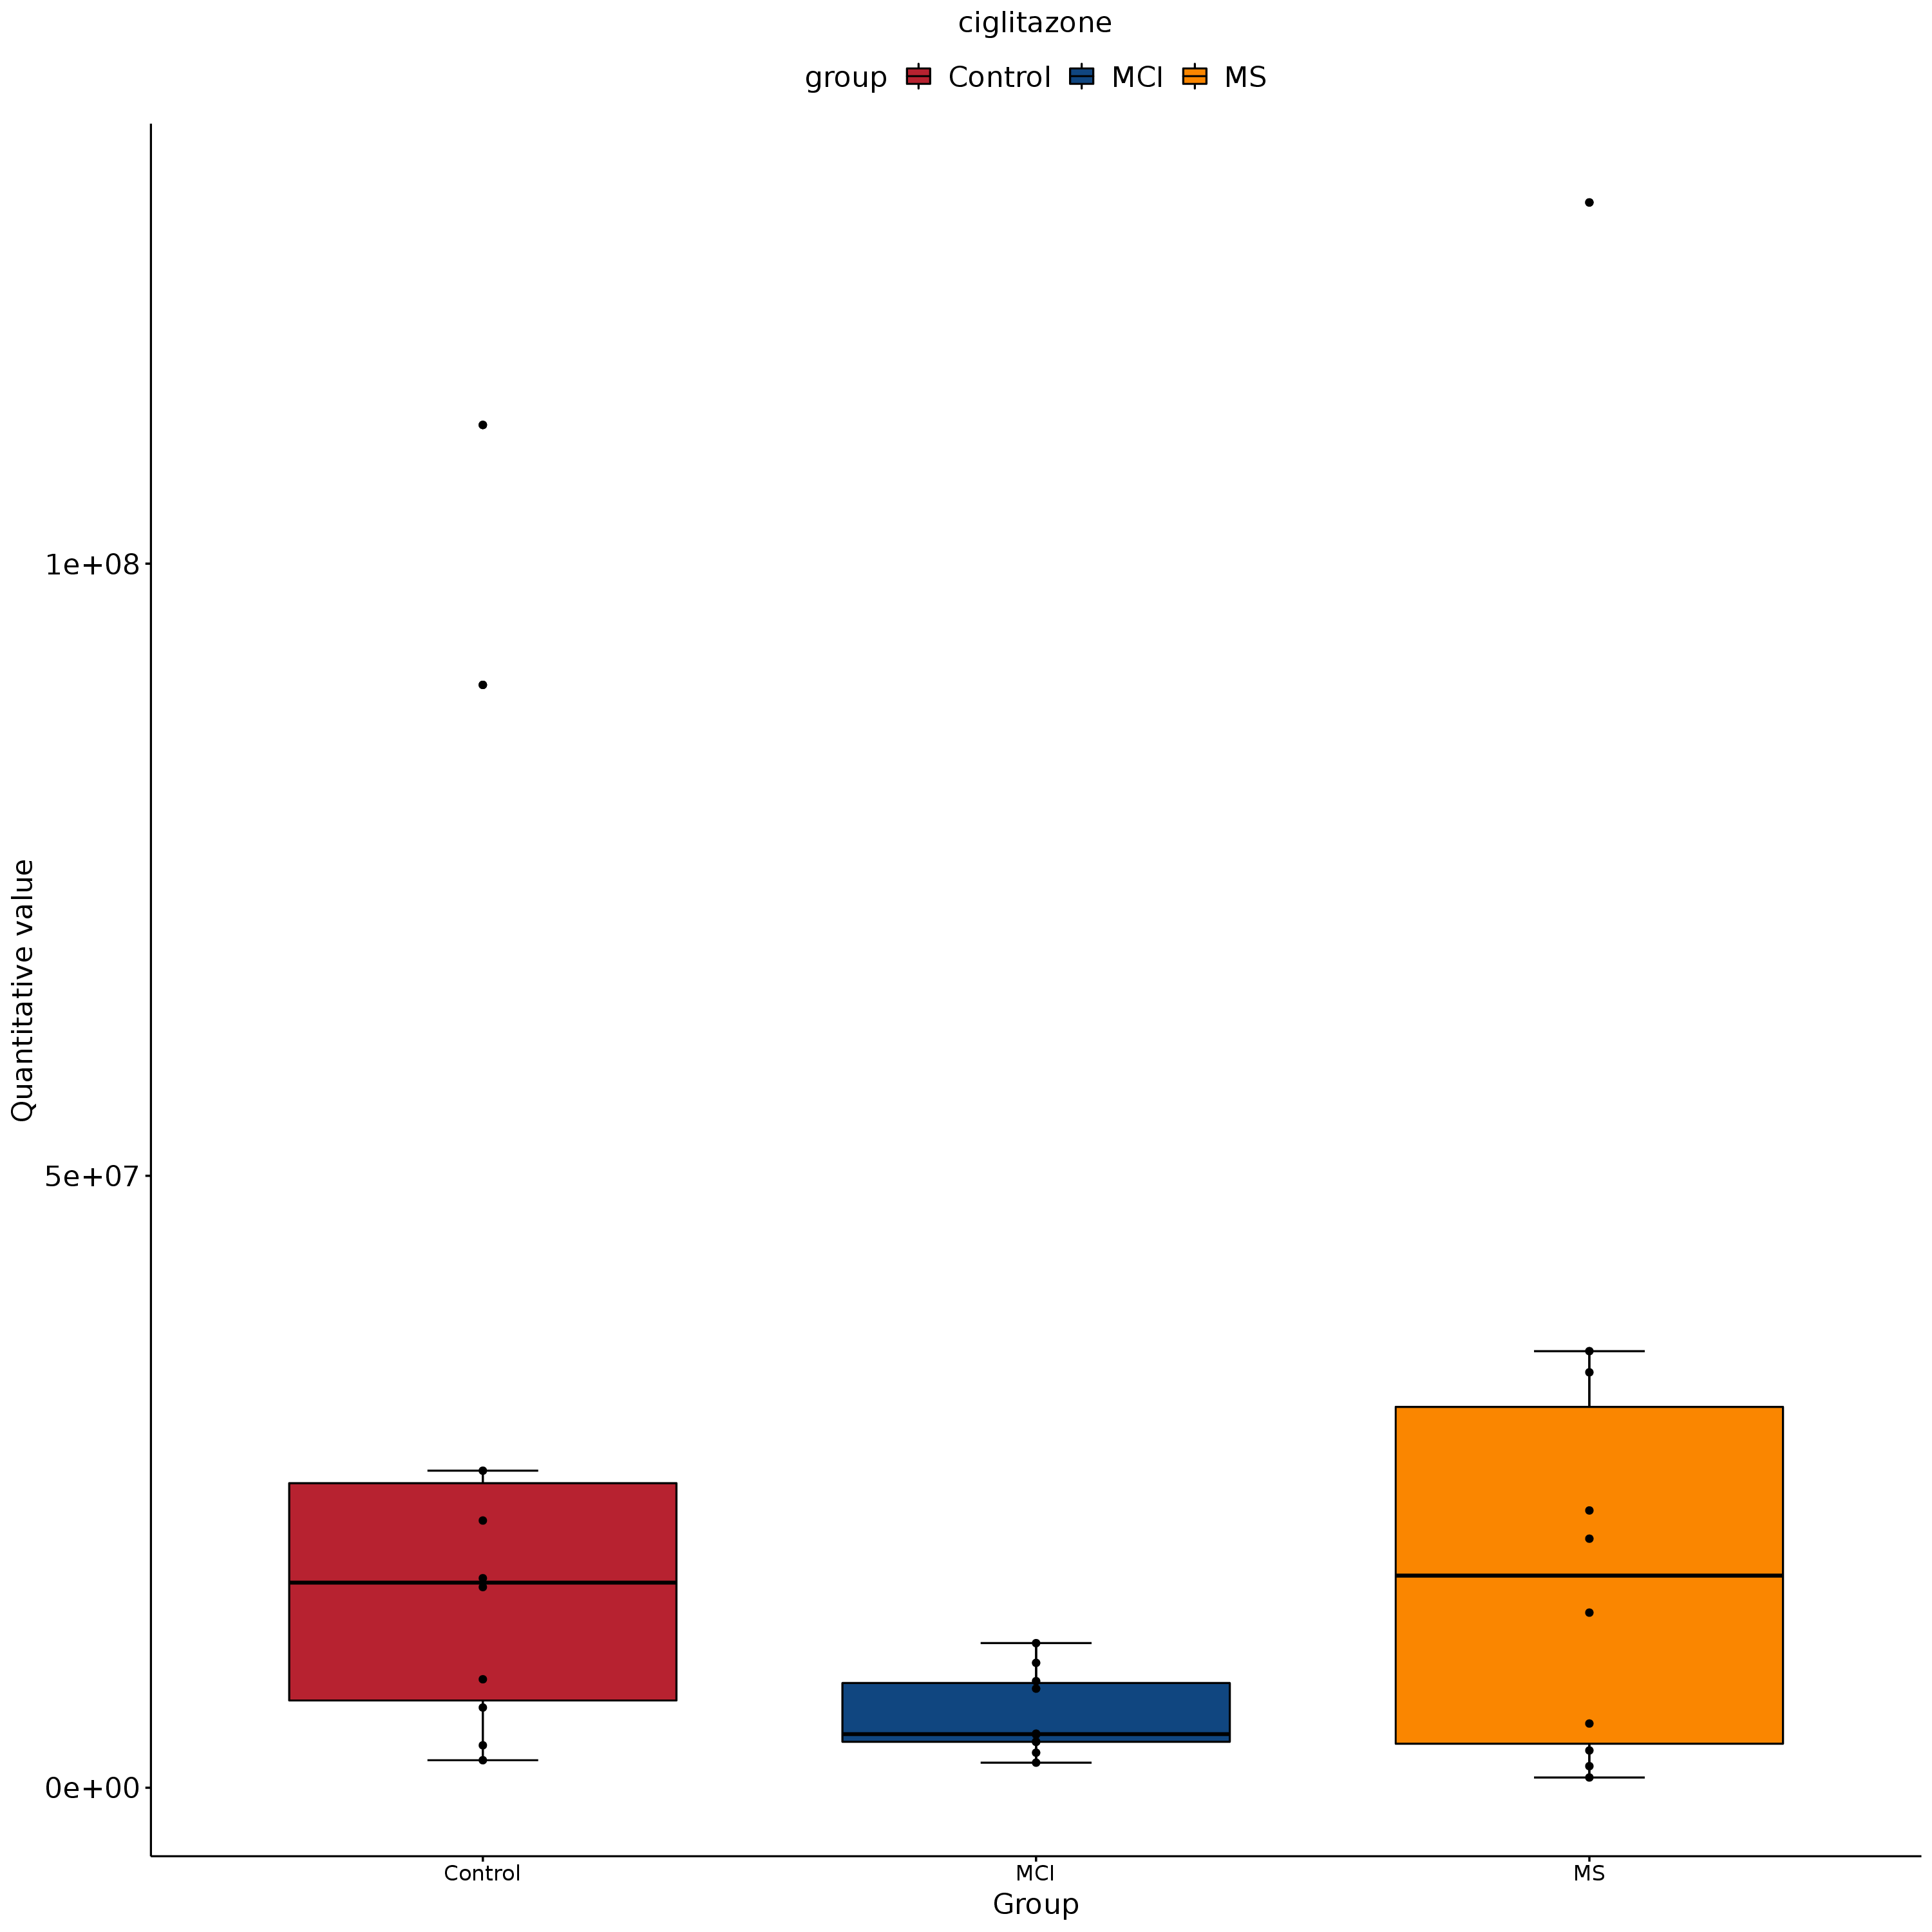 ciglitazone
group Control MCI MS
Quantitative value
1e+08
5e+07
0e+00
Control MCI MS
Group